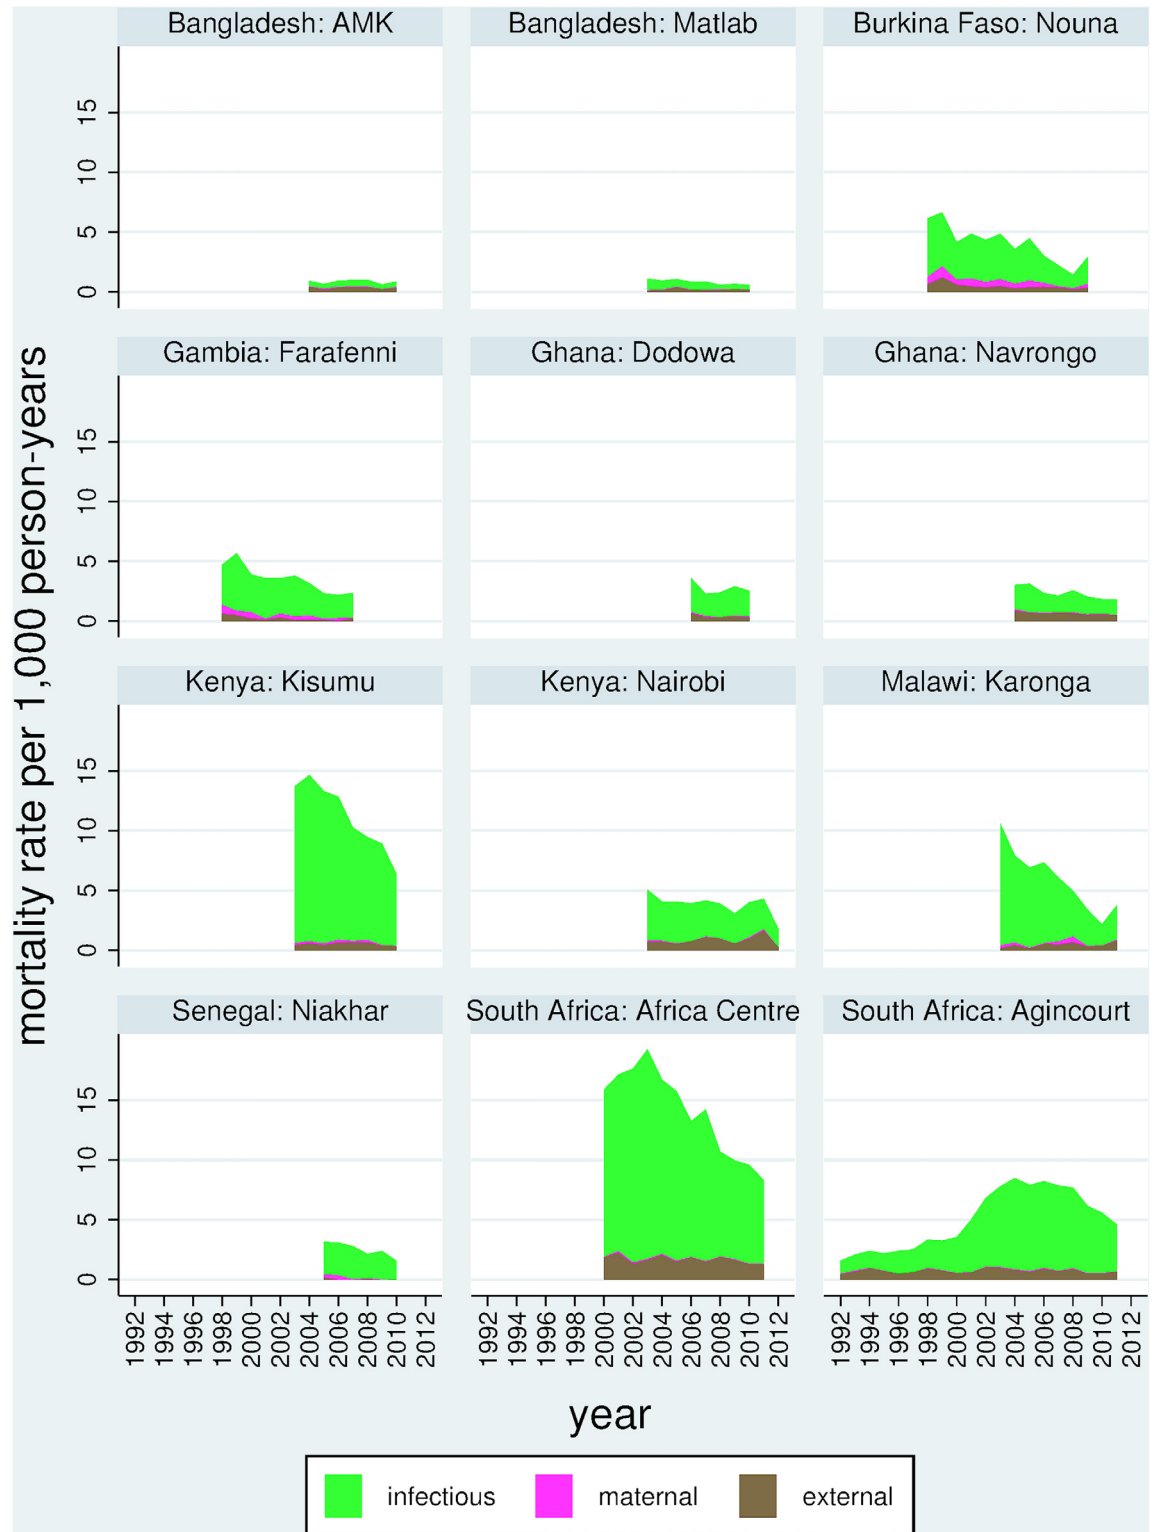 Bangladesh: AMK
Bangladesh: Matlab
Burkina Faso: Nouna
15
10
5
0
Gambia: Farafenni
Ghana: Dodowa
Ghana: Navrongo
15
10
5
0
Kenya: Kisumu
Kenya: Nairobi
Malawi: Karonga
15
10
5
0
Senegal: Niakhar
South Africa: Africa Centre
South Africa: Agincourt
15
10
5
0
mortality rate per 1,000 person-years
1992 1994 1996 1998 2000 2002 2004 2006 2008 2010 2012
1992 1994 1996 1998 2000 2002 2004 2006 2008 2010 2012
1992 1994 1996 1998 2000 2002 2004 2006 2008 2010 2012
year
infectious maternal external